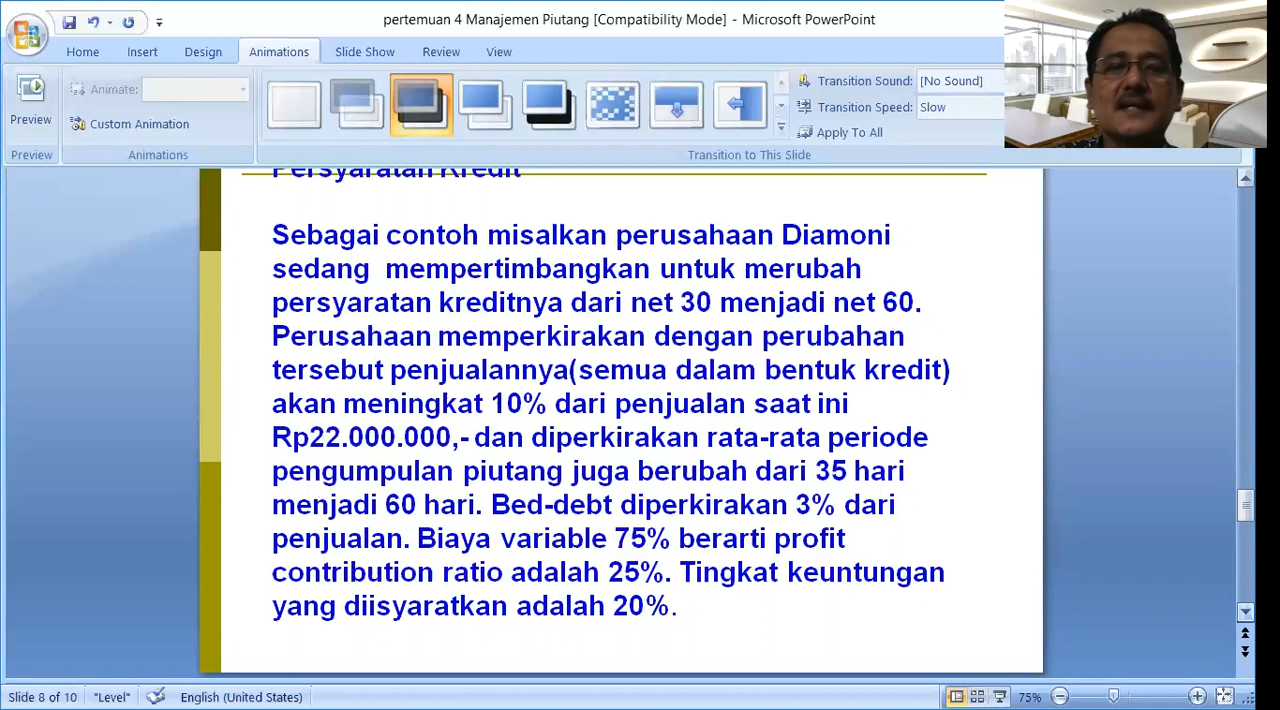 pertemuan 4 Manajemen Piutang [Compatibility Mode] - Microsoft PowerPoint
Home Insert Design Animations Slide Show Review View
Preview
Animate:
Custom Animation
Transition Sound: [No Sound]
Transition Speed: Slow
Apply To All
Preview Animations Transition to This Slide
Persyaratan Kredit
Sebagai contoh misalkan perusahaan Diamoni
sedang mempertimbangkan untuk merubah
persyaratan kreditnya dari net 30 menjadi net 60.
Perusahaan memperkirakan dengan perubahan
tersebut penjualannya(semua dalam bentuk kredit)
akan meningkat 10% dari penjualan saat ini
Rp22.000.000,- dan diperkirakan rata-rata periode
pengumpulan piutang juga berubah dari 35 hari
menjadi 60 hari. Bed-debt diperkirakan 3% dari
penjualan. Biaya variable 75% berarti profit
contribution ratio adalah 25%. Tingkat keuntungan
yang diisyaratkan adalah 20%.
Slide 8 of 10 "Level" English (United States) 75%